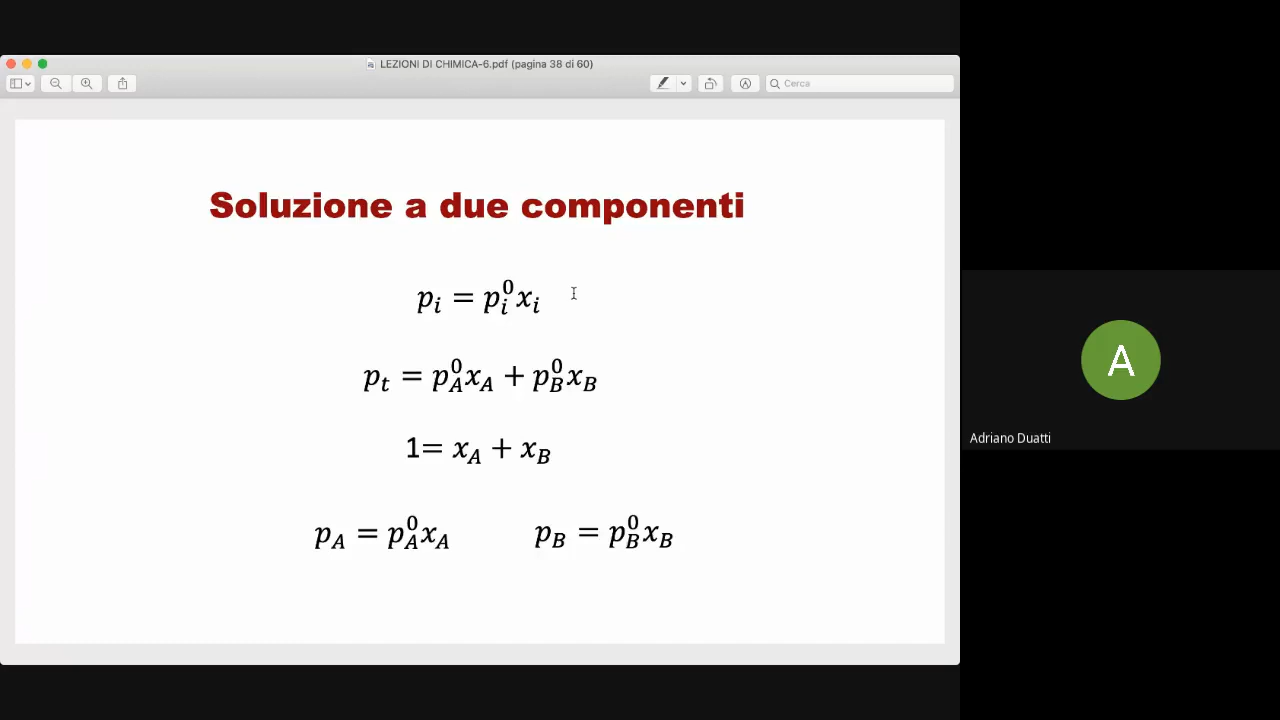 LEZIONI DI CHIMICA-6.pdf (pagina 38 di 60)
Cerca
Soluzione a due componenti
pᵢ = pᵢ⁰xᵢ
pₜ = p_A⁰x_A + p_B⁰x_B
1= x_A + x_B
p_A = p_A⁰x_A p_B = p_B⁰x_B
A
Adriano Duatti